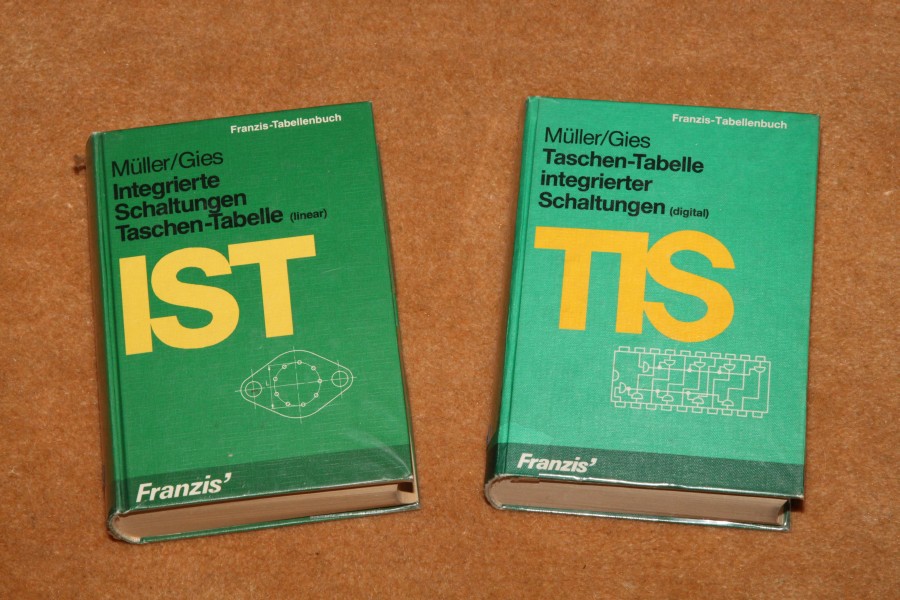 Franzis-Tabellenbuch
Müller/Gies
Integrierte
Schaltungen
Taschen-Tabelle (linear)
IST
Franzis'
Franzis-Tabellenbuch
Müller/Gies
Taschen-Tabelle
integrierter
Schaltungen (digital)
TIS
Franzis'